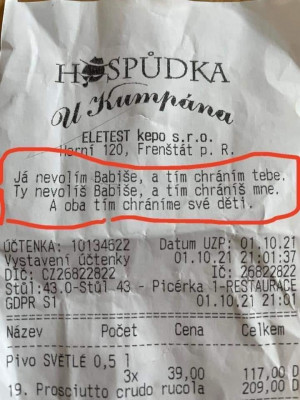 HOSPŮDKA
U Kumpána
ELETEST kepo s.r.o.
Horní 120, Frenštát p. R.
Já nevolím Babiše, a tím chráním tebe.
Ty nevolíš Babiše, a tím chráníš mne.
A oba tím chráníme své děti.
ÚČTENKA: 10134622 Datum UZP: 01.10.21
Vystavení účtenky 01.10.21 21:01:37
DIČ: CZ26822822 IČ: 26822822
Stůl:43.0-Stůl 43 - Picérka 1-RESTAURACE
GDPR S1 01.10.21 21:01
Název Počet Cena Celkem
Pivo SVĚTLÉ 0,5 l
3x 39,00 117,00 D
19. Prosciutto crudo rucola 209,00 D